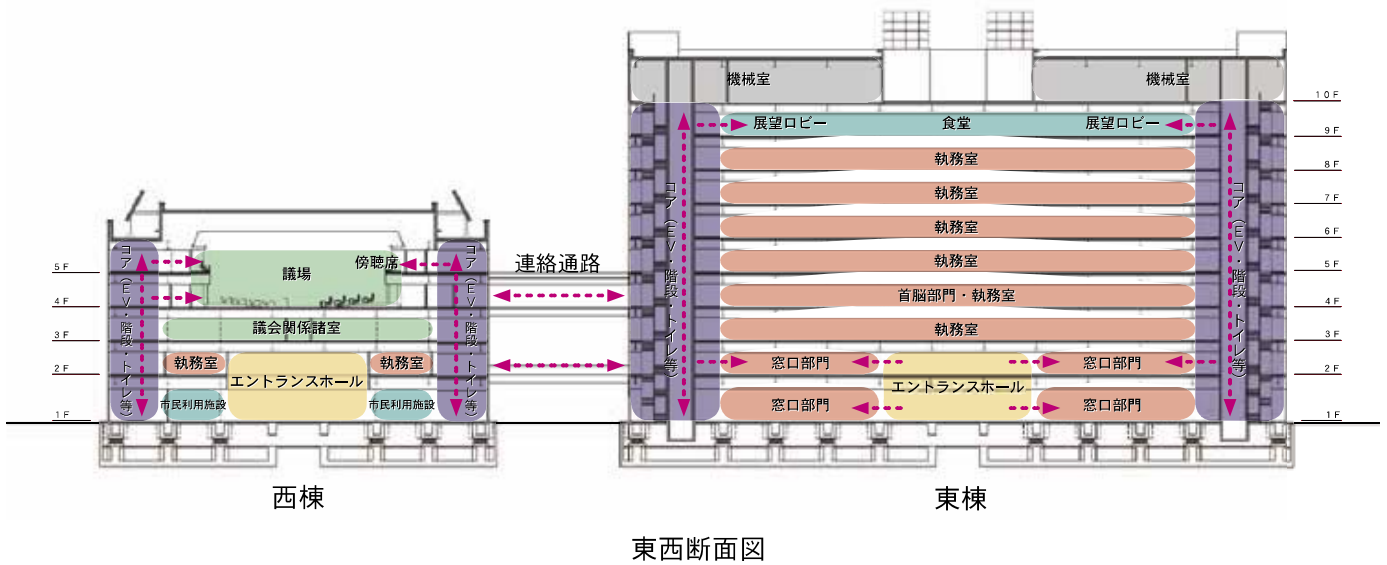 機械室
機械室
10F
展望ロビー
食堂
展望ロビー
9F
執務室
8F
執務室
7F
執務室
6F
執務室
5F
首脳部門・執務室
4F
執務室
3F
窓口部門
窓口部門
2F
エントランスホール
窓口部門
窓口部門
1F
コア（EV・階段・トイレ等）
コア（EV・階段・トイレ等）
連絡通路
コア（EV・階段・トイレ等）
コア（EV・階段・トイレ等）
傍聴席
議場
5F
4F
議会関係諸室
3F
執務室
執務室
2F
エントランスホール
市民利用施設
市民利用施設
1F
西棟
東棟
東西断面図